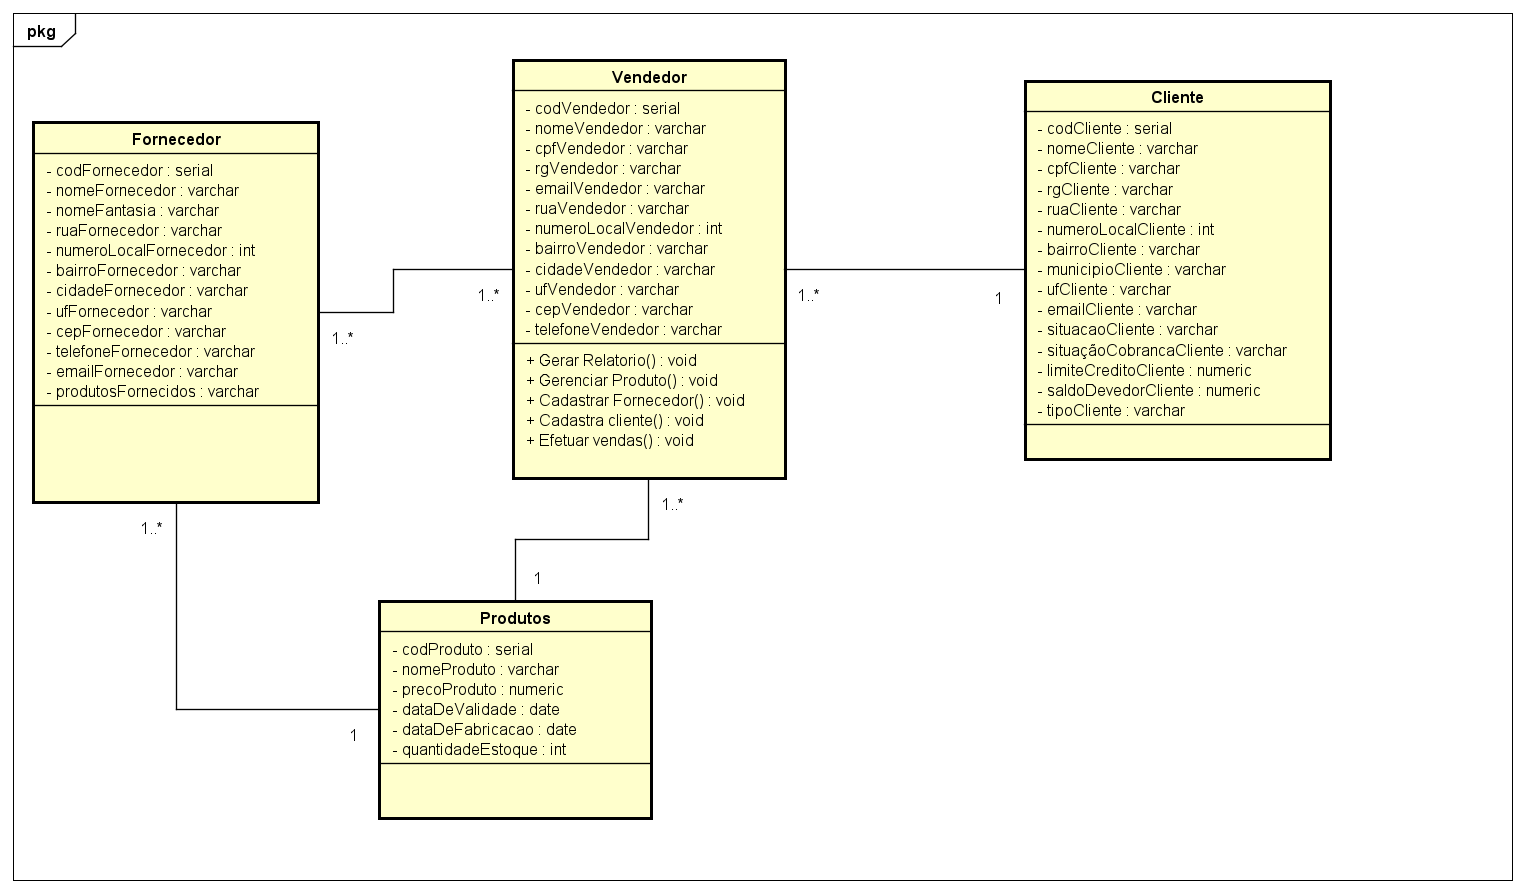 pkg
Fornecedor
- codFornecedor : serial
- nomeFornecedor : varchar
- nomeFantasia : varchar
- ruaFornecedor : varchar
- numeroLocalFornecedor : int
- bairroFornecedor : varchar
- cidadeFornecedor : varchar
- ufFornecedor : varchar
- cepFornecedor : varchar
- telefoneFornecedor : varchar
- emailFornecedor : varchar
- produtosFornecidos : varchar
1..*
1..*
1..*
Vendedor
- codVendedor : serial
- nomeVendedor : varchar
- cpfVendedor : varchar
- rgVendedor : varchar
- emailVendedor : varchar
- ruaVendedor : varchar
- numeroLocalVendedor : int
- bairroVendedor : varchar
- cidadeVendedor : varchar
- ufVendedor : varchar
- cepVendedor : varchar
- telefoneVendedor : varchar
+ Gerar Relatorio() : void
+ Gerenciar Produto() : void
+ Cadastrar Fornecedor() : void
+ Cadastra cliente() : void
+ Efetuar vendas() : void
1..*
1
1..*
1
Cliente
- codCliente : serial
- nomeCliente : varchar
- cpfCliente : varchar
- rgCliente : varchar
- ruaCliente : varchar
- numeroLocalCliente : int
- bairroCliente : varchar
- municipioCliente : varchar
- ufCliente : varchar
- emailCliente : varchar
- situacaoCliente : varchar
- situaçãoCobrancaCliente : varchar
- limiteCreditoCliente : numeric
- saldoDevedorCliente : numeric
- tipoCliente : varchar
Produtos
- codProduto : serial
- nomeProduto : varchar
- precoProduto : numeric
- dataDeValidade : date
- dataDeFabricacao : date
- quantidadeEstoque : int
1